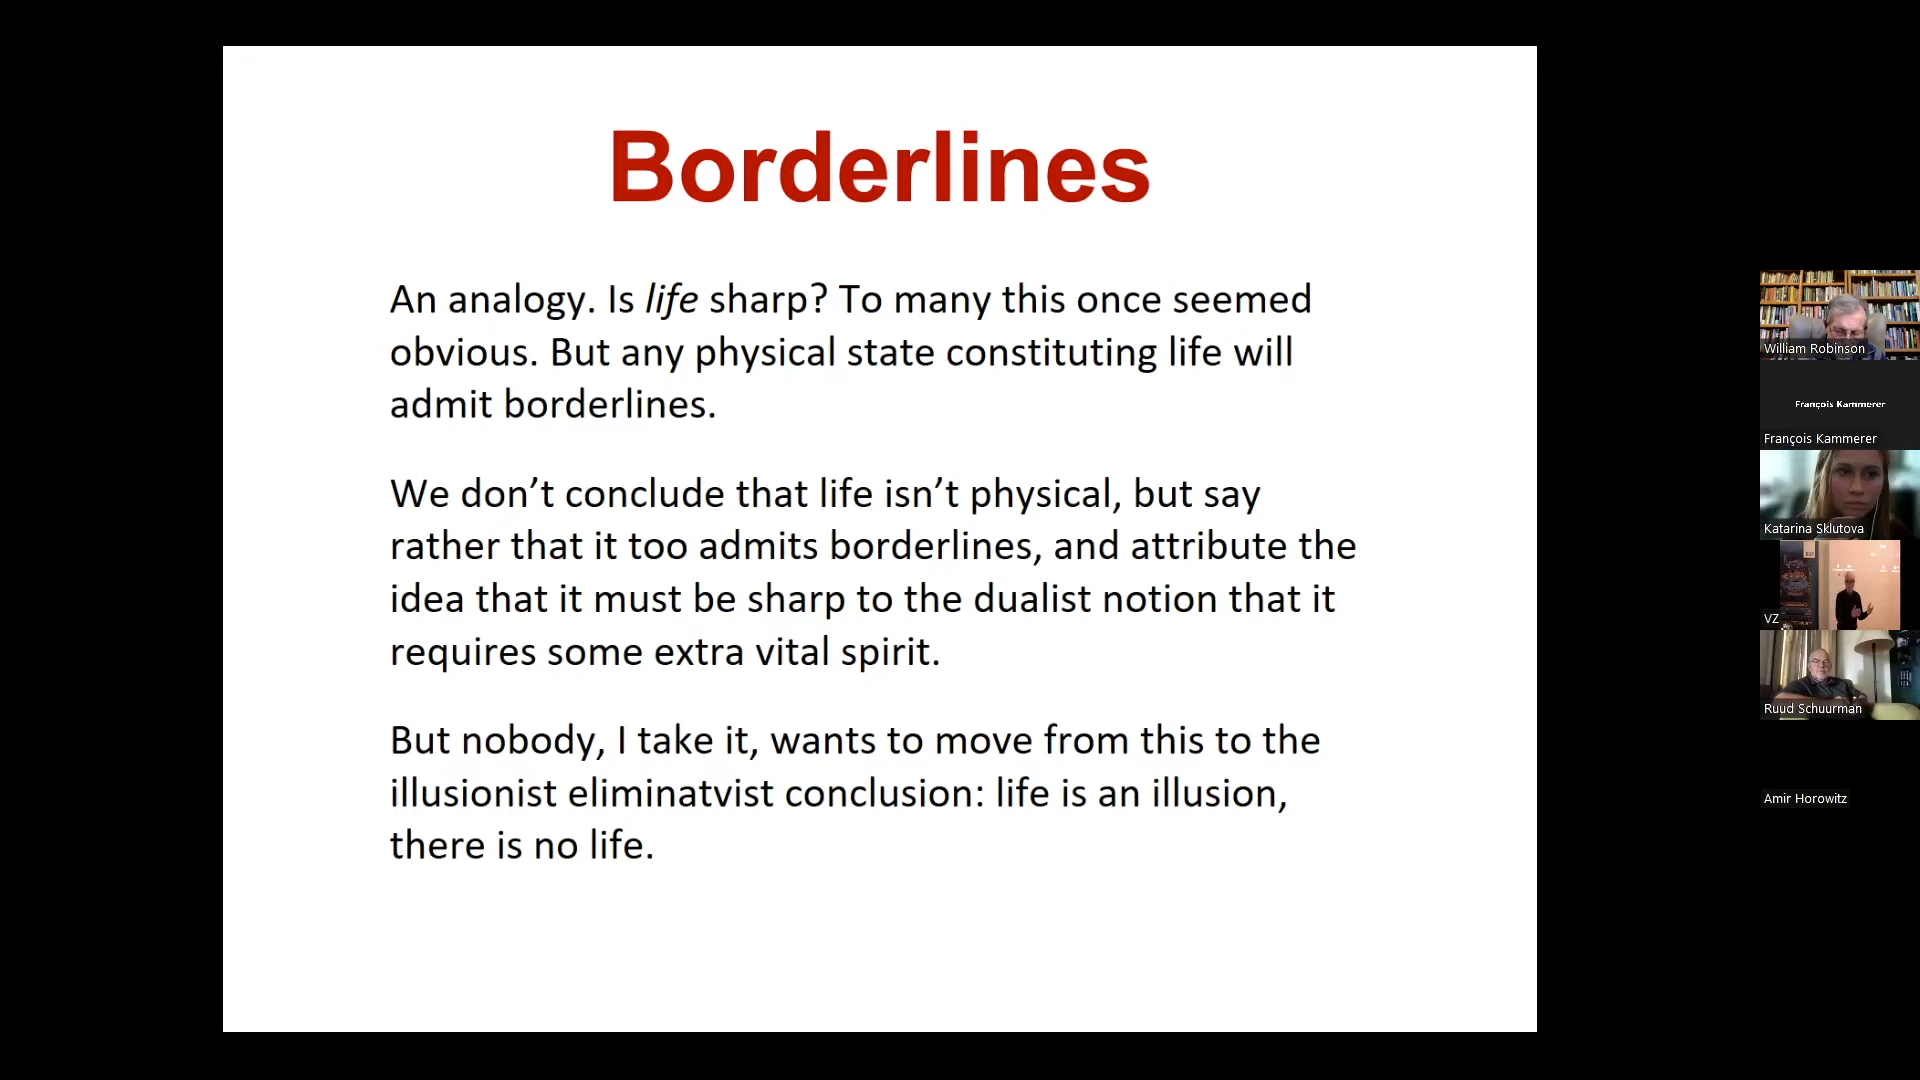 Borderlines
An analogy. Is life sharp? To many this once seemed
obvious. But any physical state constituting life will
admit borderlines.
We don’t conclude that life isn’t physical, but say
rather that it too admits borderlines, and attribute the
idea that it must be sharp to the dualist notion that it
requires some extra vital spirit.
But nobody, I take it, wants to move from this to the
illusionist eliminatvist conclusion: life is an illusion,
there is no life.
William Robinson
François Kammerer
François Kammerer
Katarina Sklutova
VZ
Ruud Schuurman
Amir Horowitz